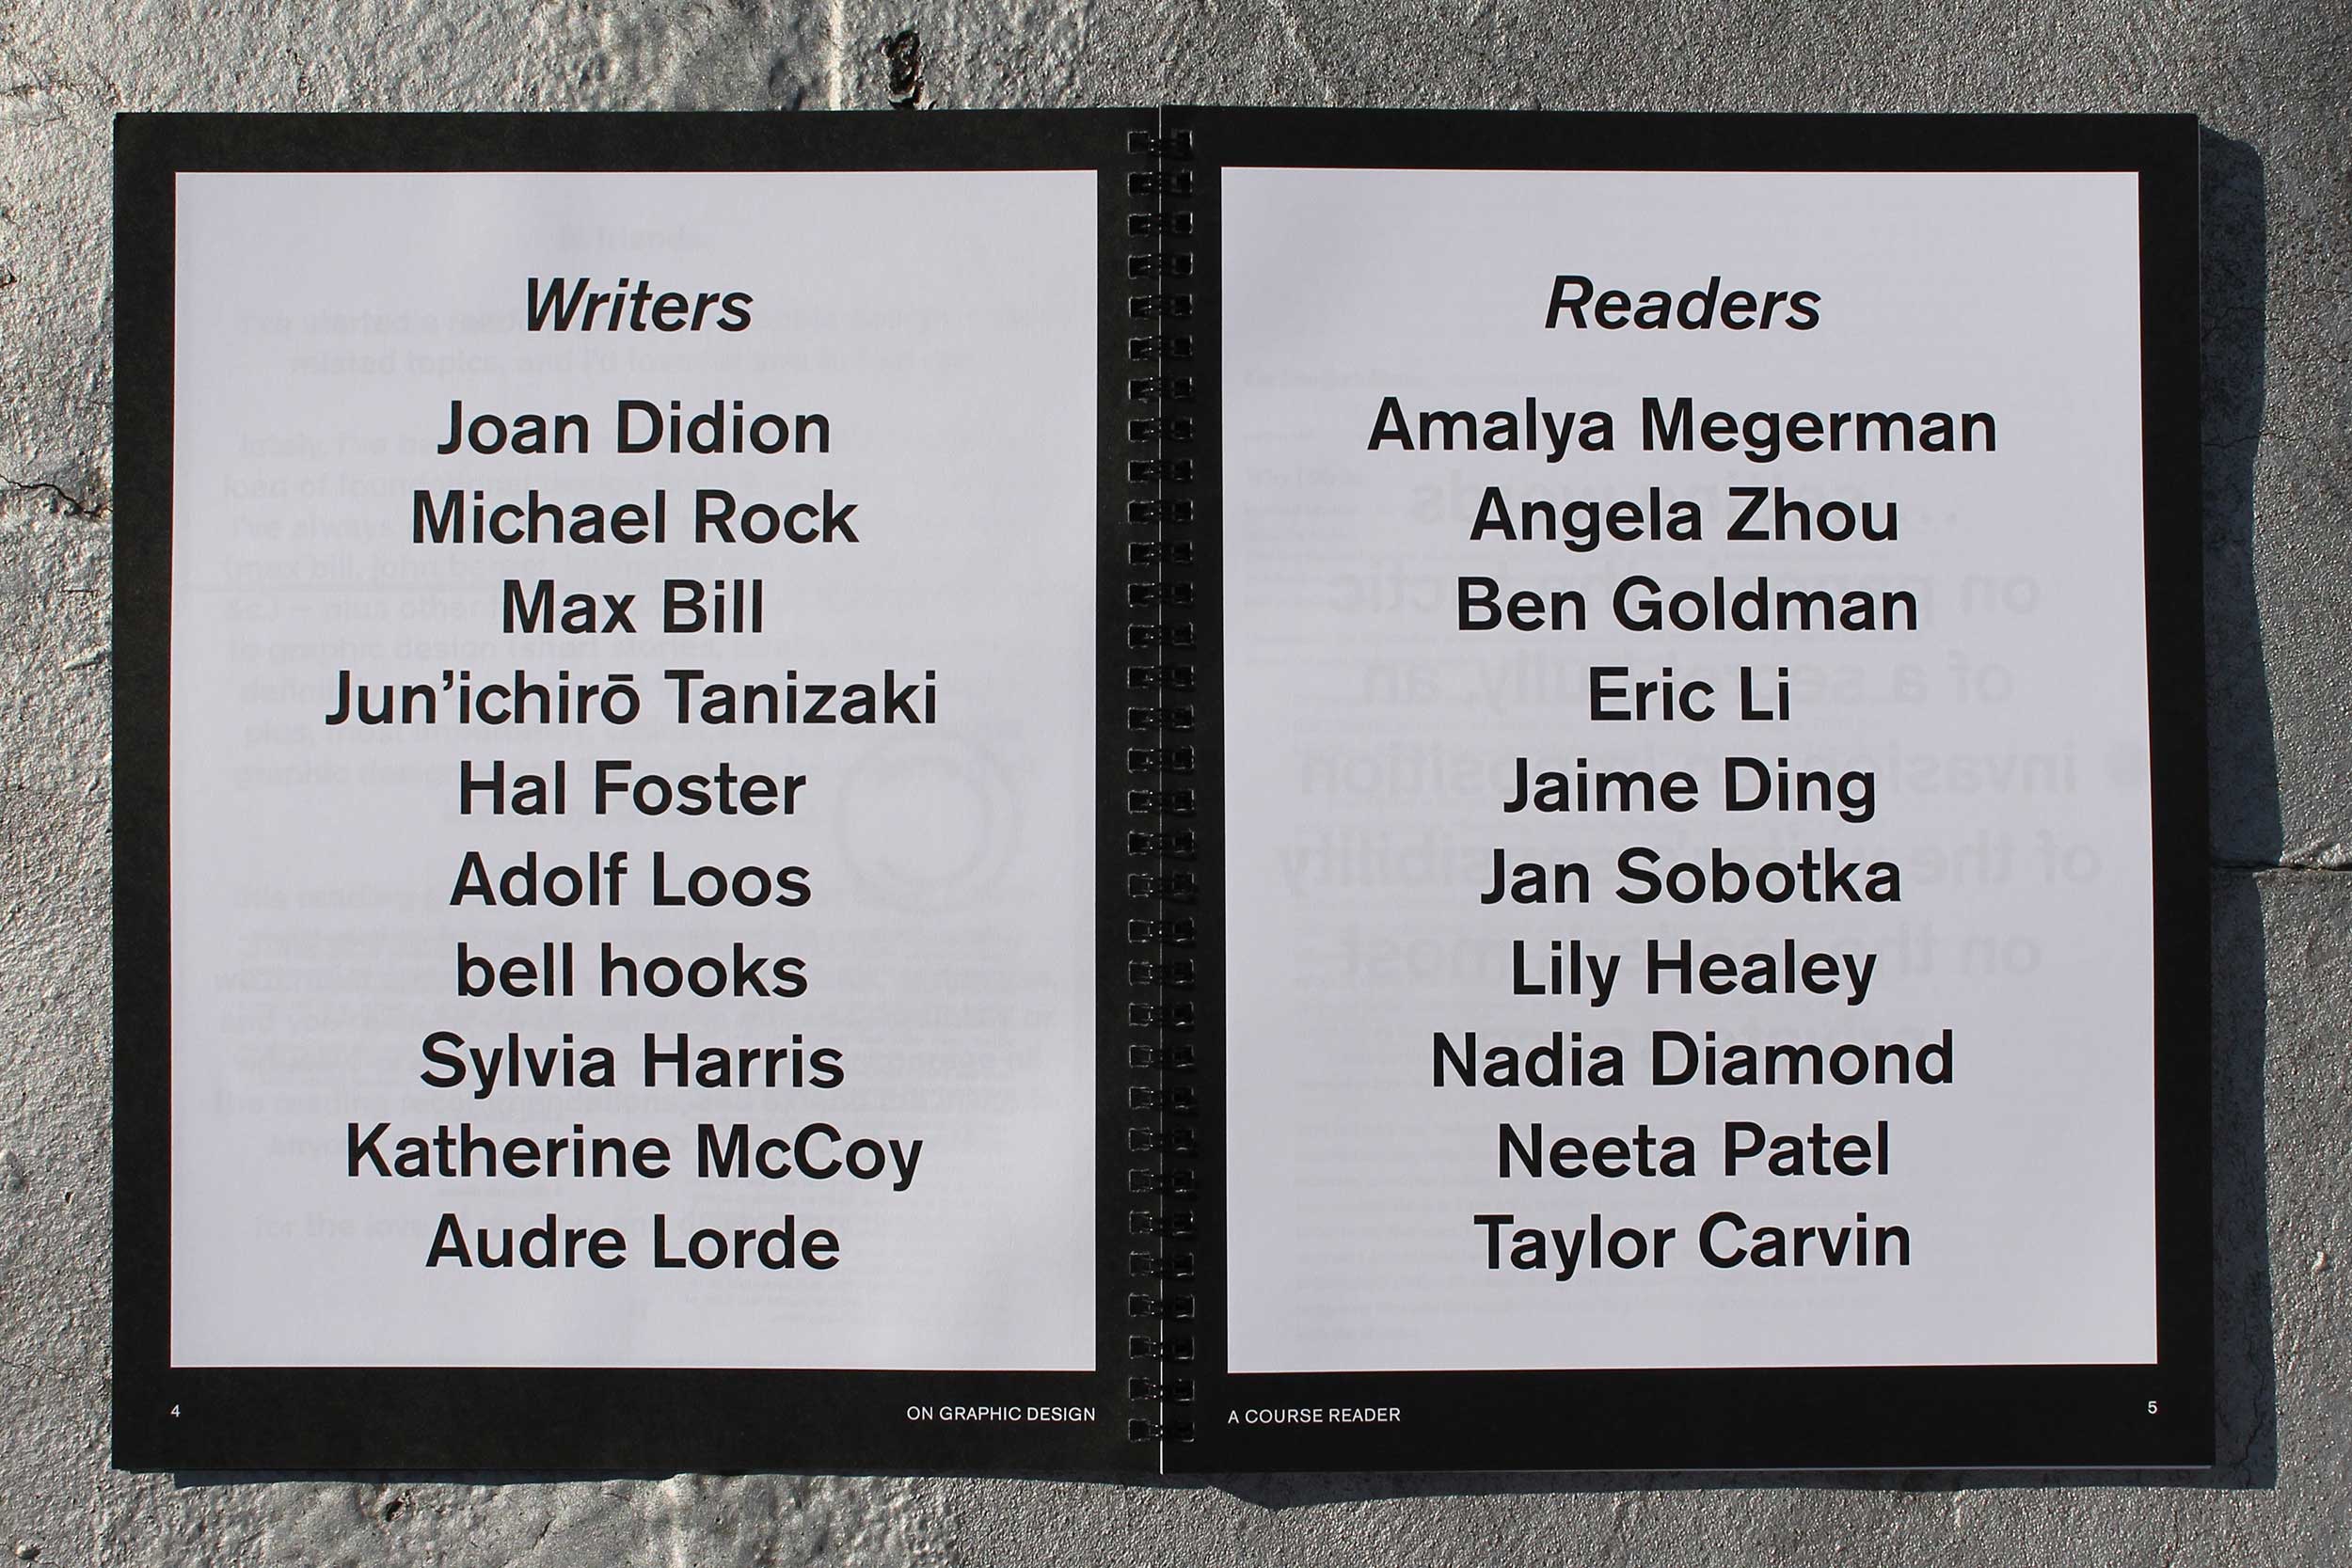 Writers
Joan Didion
Michael Rock
Max Bill
Jun’ichirō Tanizaki
Hal Foster
Adolf Loos
bell hooks
Sylvia Harris
Katherine McCoy
Audre Lorde
4
ON GRAPHIC DESIGN
Readers
Amalya Megerman
Angela Zhou
Ben Goldman
Eric Li
Jaime Ding
Jan Sobotka
Lily Healey
Nadia Diamond
Neeta Patel
Taylor Carvin
A COURSE READER
5